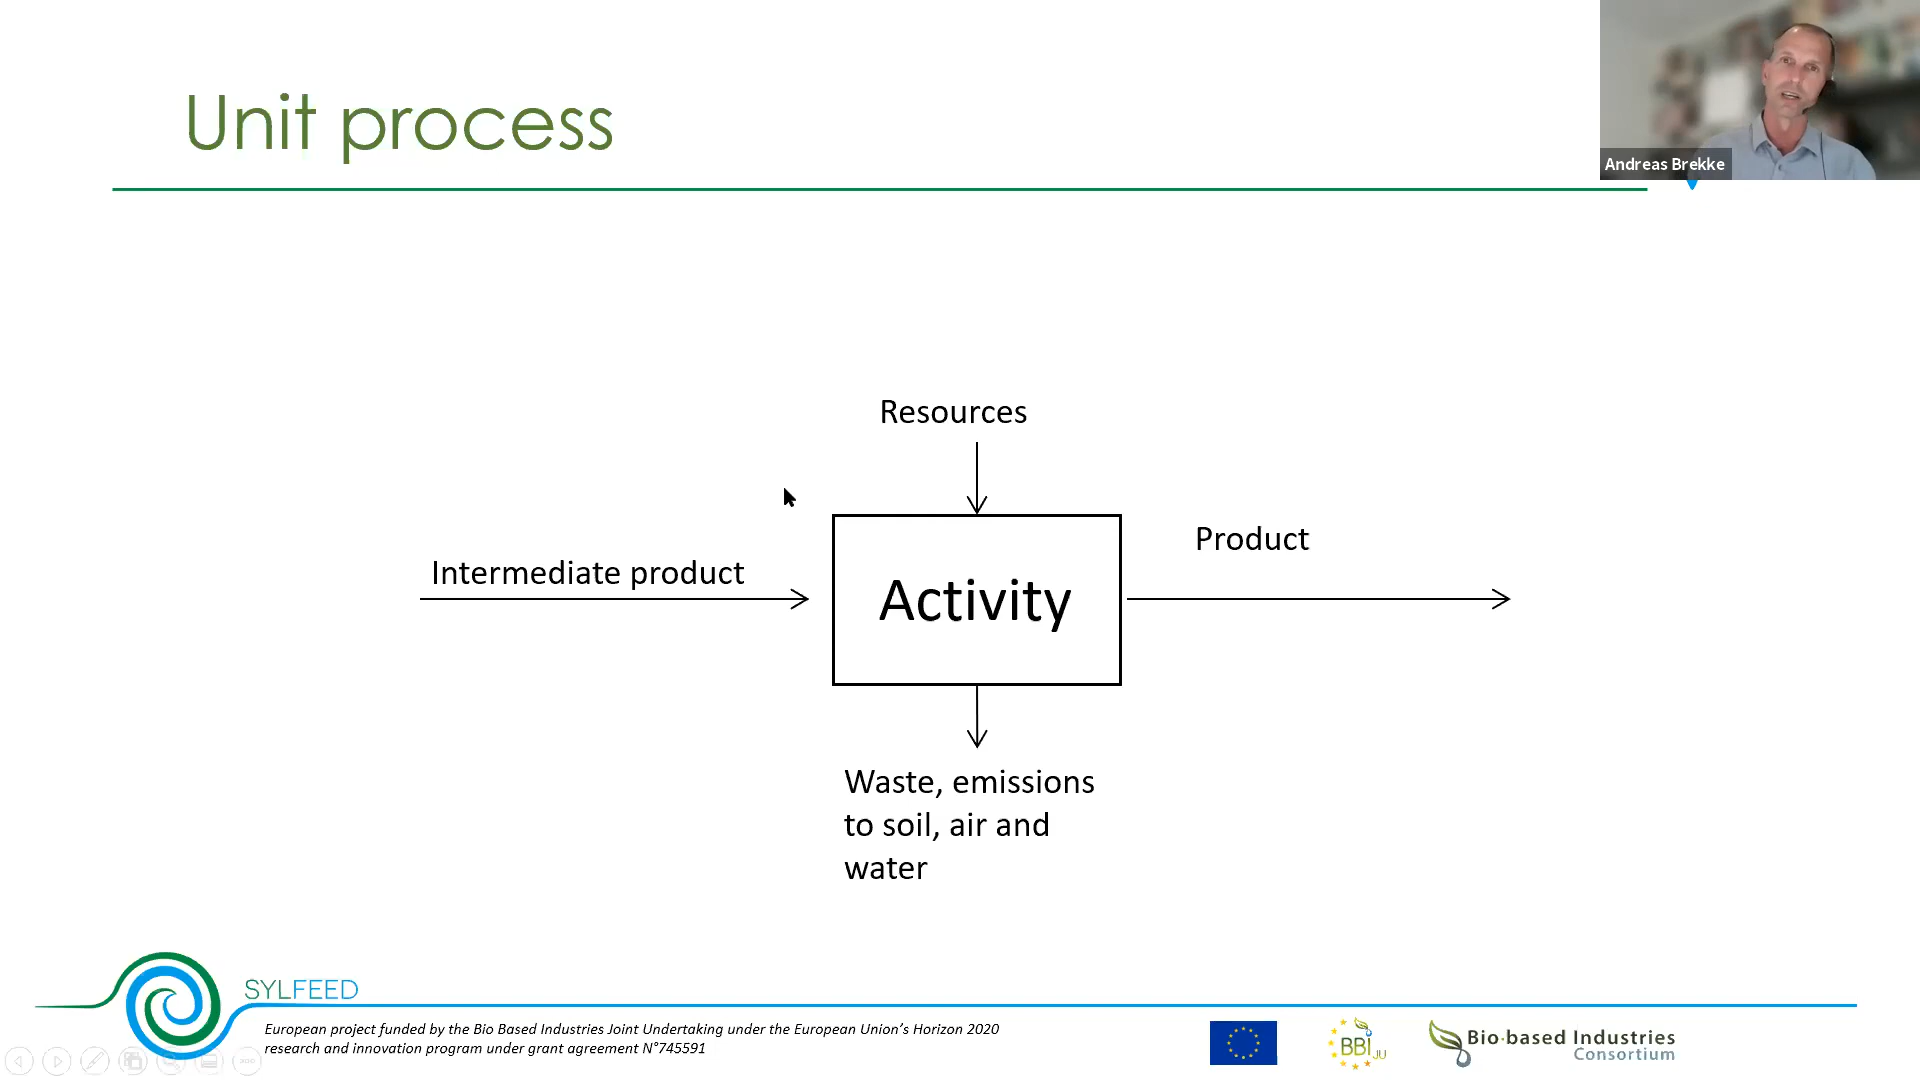 Unit process
Andreas Brekke
Resources
Intermediate product
Activity
Product
Waste, emissions
to soil, air and
water
SYLFEED
European project funded by the Bio Based Industries Joint Undertaking under the European Union’s Horizon 2020
research and innovation program under grant agreement N°745591
BBI JU
Bio-based Industries
Consortium